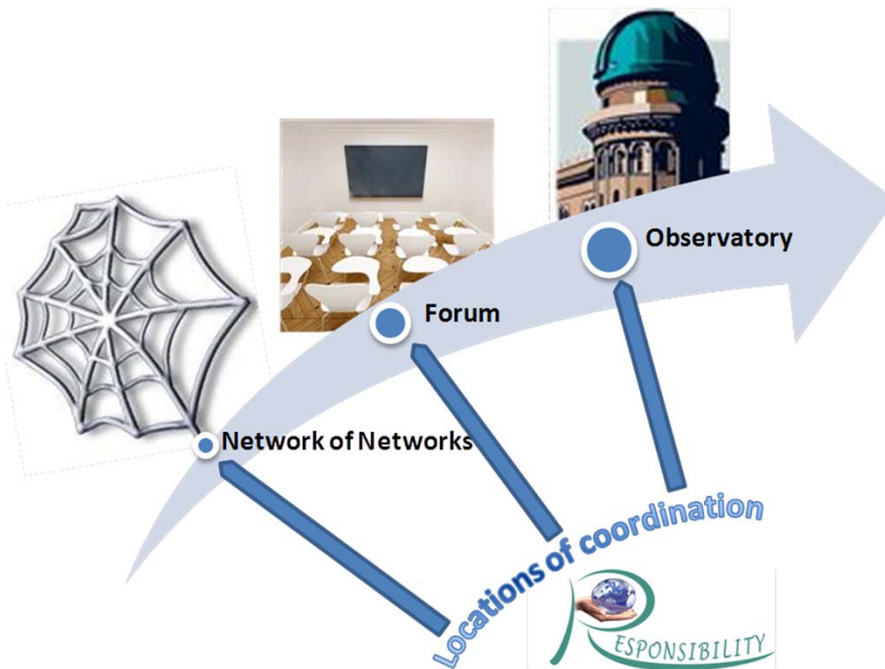 Observatory
Forum
Network of Networks
Locations of coordination
RESPONSIBILITY